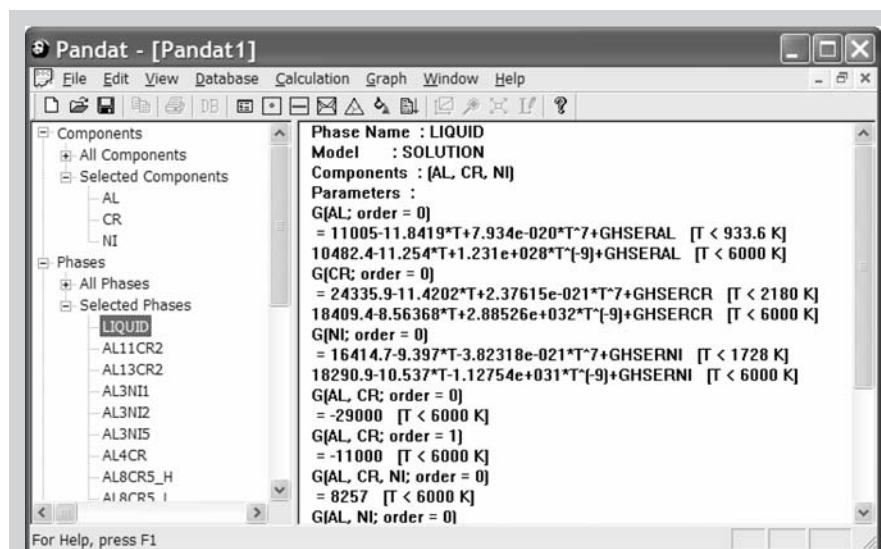 Pandat - [Pandat1]
File Edit View Database Calculation Graph Window Help
DB
Components
All Components
Selected Components
AL
CR
NI
Phases
All Phases
Selected Phases
LIQUID
AL11CR2
AL13CR2
AL3NI1
AL3NI2
AL3NI5
AL4CR
AL8CR5_H
AL8CR5_L
Phase Name : LIQUID
Model : SOLUTION
Components : (AL, CR, NI)
Parameters :
G(AL; order = 0)
= 11005-11.8419*T+7.934e-020*T^7+GHSERAL [T < 933.6 K]
10482.4-11.254*T+1.231e+028*T^(-9)+GHSERAL [T < 6000 K]
G(CR; order = 0)
= 24335.9-11.4202*T+2.37615e-021*T^7+GHSERCR [T < 2180 K]
18409.4-8.56368*T+2.88526e+032*T^(-9)+GHSERCR [T < 6000 K]
G(NI; order = 0)
= 16414.7-9.397*T-3.82318e-021*T^7+GHSERNI [T < 1728 K]
18290.9-10.537*T-1.12754e+031*T^(-9)+GHSERNI [T < 6000 K]
G(AL, CR; order = 0)
= -29000 [T < 6000 K]
G(AL, CR; order = 1)
= -11000 [T < 6000 K]
G(AL, CR, NI; order = 0)
= 8257 [T < 6000 K]
G(AL, NI; order = 0)
For Help, press F1